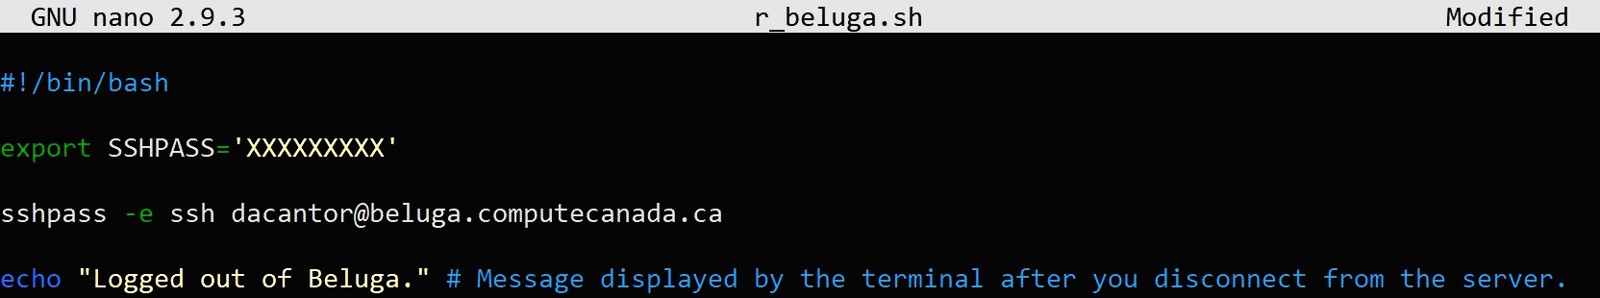 GNU nano 2.9.3 r_beluga.sh Modified
#!/bin/bash
export SSHPASS='XXXXXXXXX'
sshpass -e ssh dacantor@beluga.computecanada.ca
echo "Logged out of Beluga." # Message displayed by the terminal after you disconnect from the server.